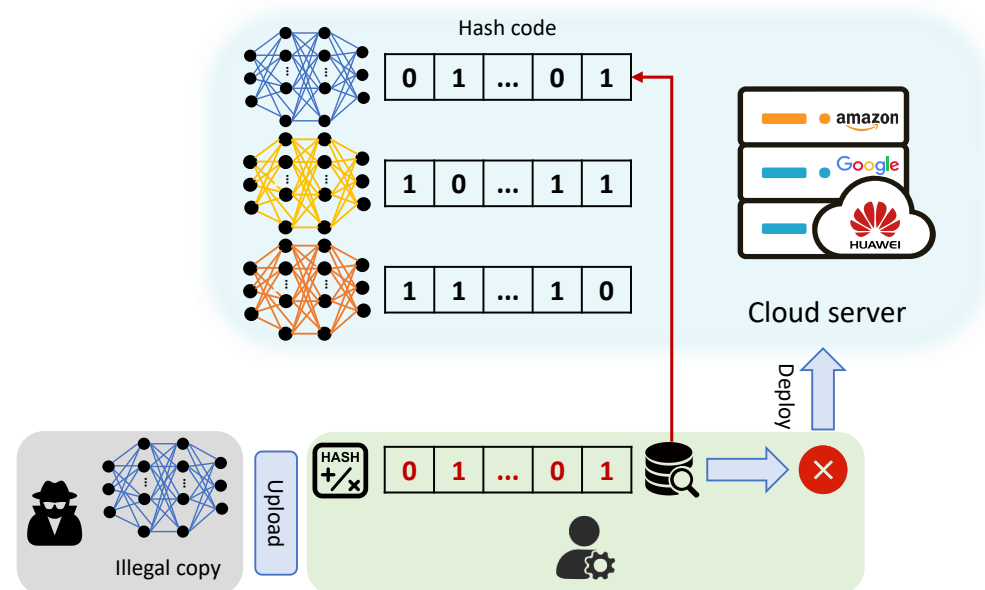 Hash code
0 1 ... 0 1
amazon
1 0 ... 1 1
Google
HUAWEI
1 1 ... 1 0
Cloud server
Deploy
HASH
+/×
0 1 ... 0 1
Upload
Illegal copy